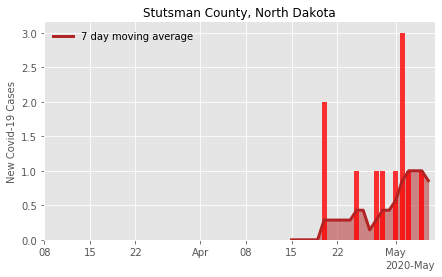 Stutsman County, North Dakota
7 day moving average
New Covid-19 Cases
3.0
2.5
2.0
1.5
1.0
0.5
0.0
08 15 22 Apr 08 15 22 May
2020-May